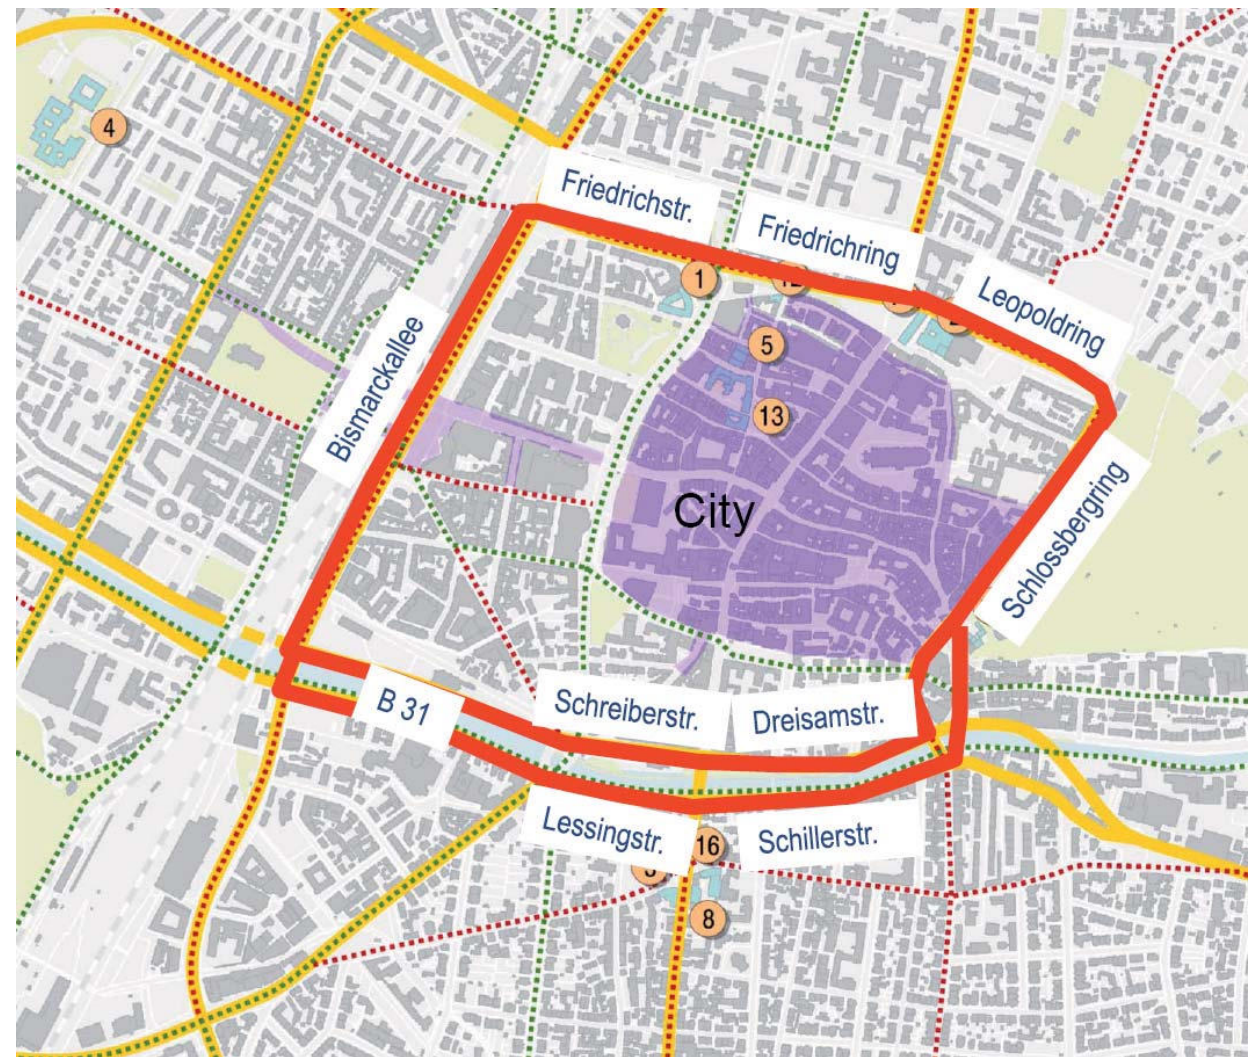 4
Friedrichstr.
Friedrichring
1
Leopoldring
5
Bismarckallee
13
City
Schlossbergring
B 31
Schreiberstr.
Dreisamstr.
Lessingstr.
Schillerstr.
16
8